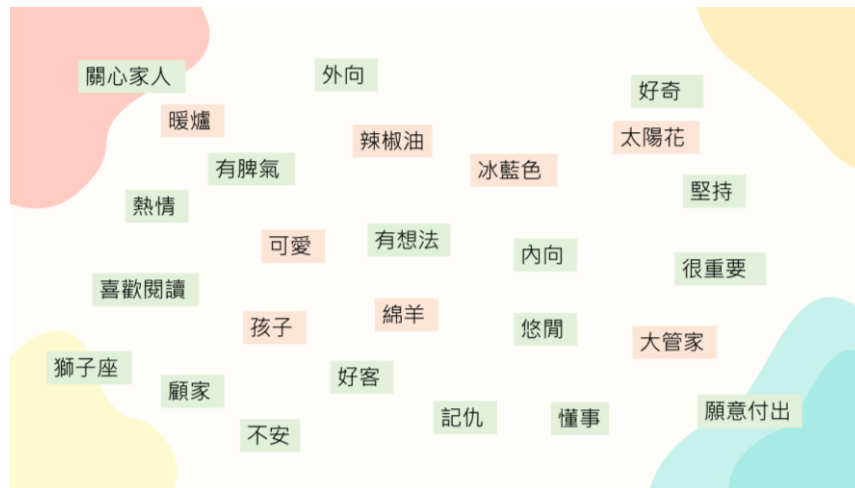 關心家人
外向
好奇
暖爐
辣椒油
太陽花
有脾氣
冰藍色
堅持
熱情
可愛
有想法
內向
很重要
喜歡閱讀
孩子
綿羊
悠閒
大管家
獅子座
顧家
好客
不安
記仇
懂事
願意付出